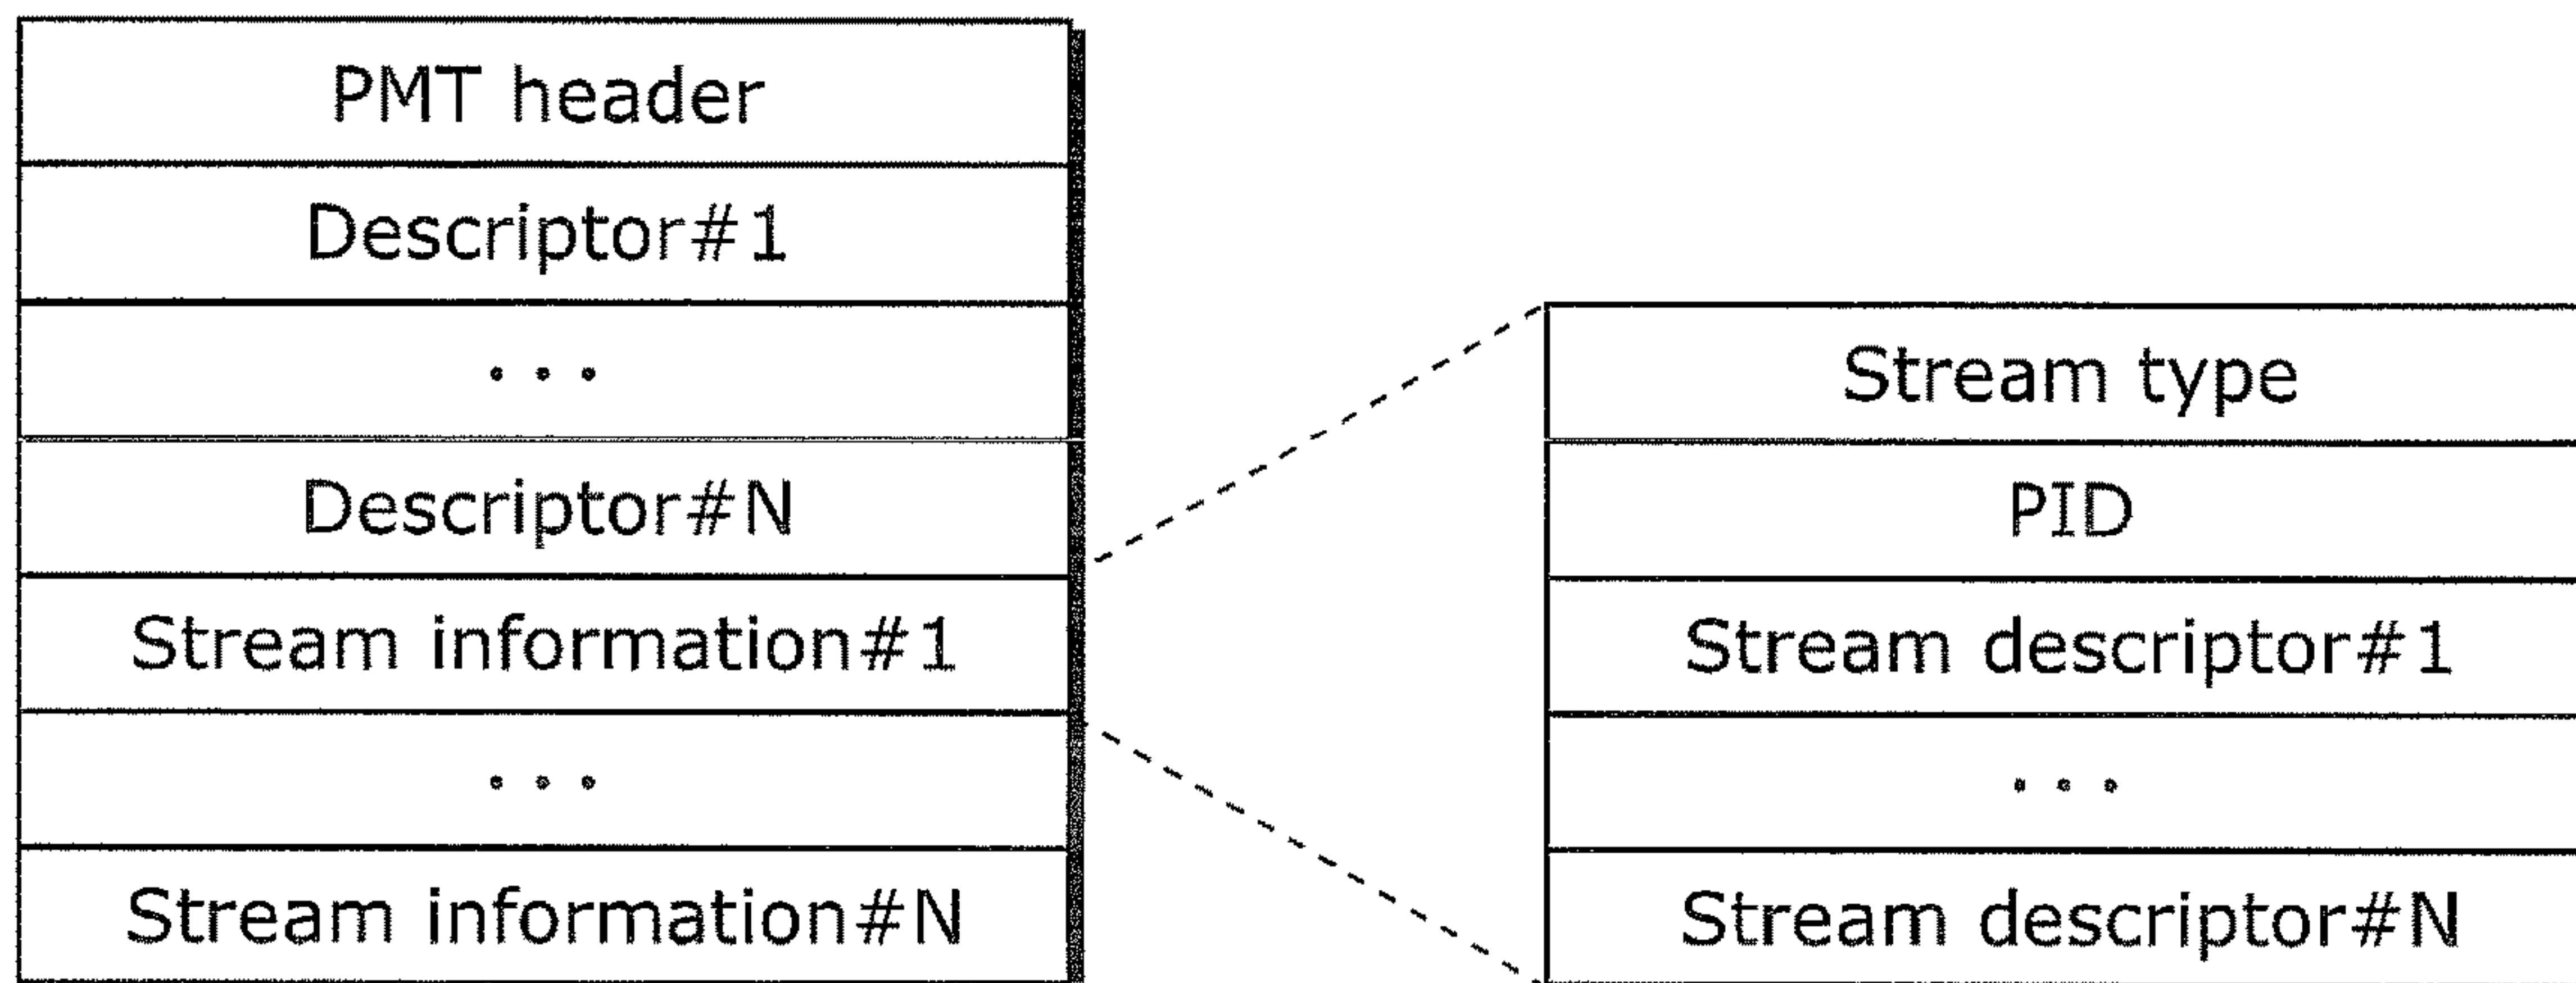 PMT header
Descriptor#1
...
Descriptor#N
Stream information#1
...
Stream information#N
Stream type
PID
Stream descriptor#1
...
Stream descriptor#N